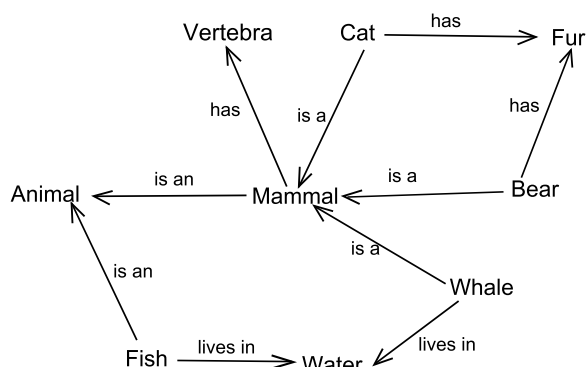 Vertebra
Cat
has
Fur
has
is a
has
Animal
is an
Mammal
is a
Bear
is an
is a
Whale
Fish
lives in
Water
lives in